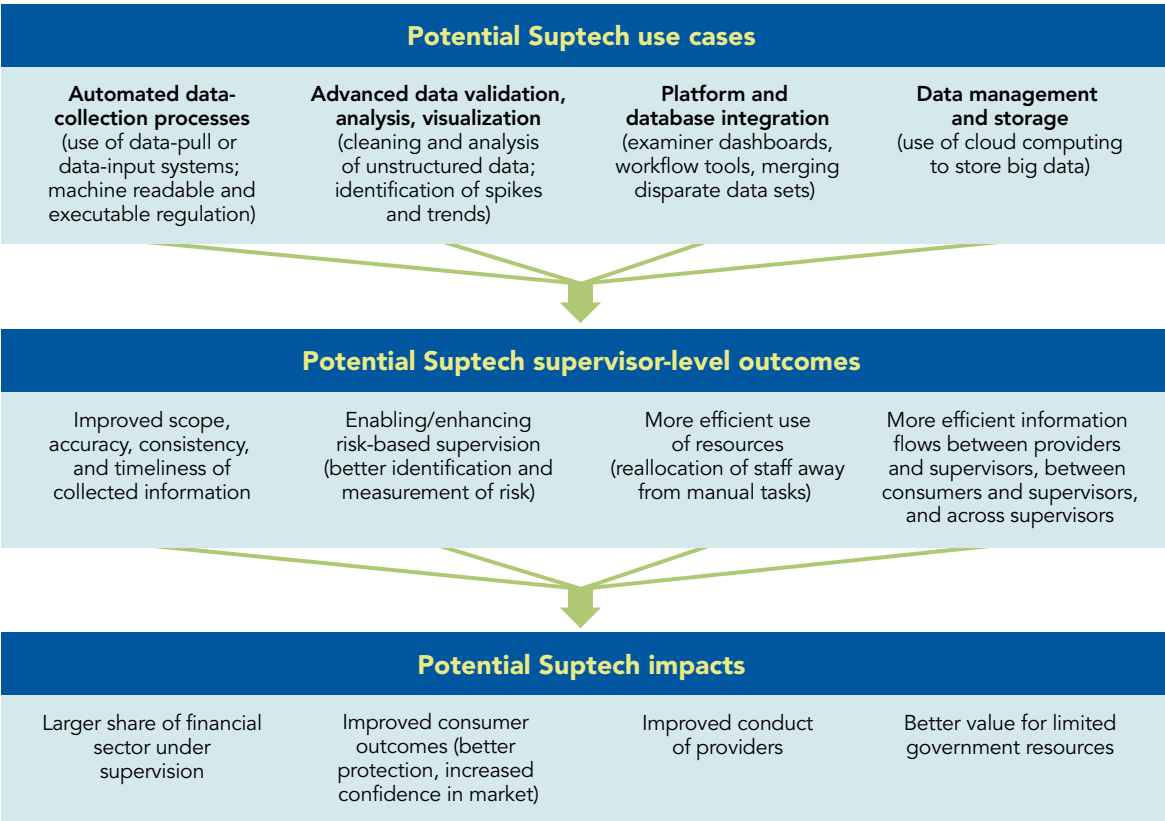 Potential Suptech use cases
Automated data-
collection processes
(use of data-pull or
data-input systems;
machine readable and
executable regulation)
Advanced data validation,
analysis, visualization
(cleaning and analysis
of unstructured data;
identification of spikes
and trends)
Platform and
database integration
(examiner dashboards,
workflow tools, merging
disparate data sets)
Data management
and storage
(use of cloud computing
to store big data)
Potential Suptech supervisor-level outcomes
Improved scope,
accuracy, consistency,
and timeliness of
collected information
Enabling/enhancing
risk-based supervision
(better identification and
measurement of risk)
More efficient use
of resources
(reallocation of staff away
from manual tasks)
More efficient information
flows between providers
and supervisors, between
consumers and supervisors,
and across supervisors
Potential Suptech impacts
Larger share of financial
sector under
supervision
Improved consumer
outcomes (better
protection, increased
confidence in market)
Improved conduct
of providers
Better value for limited
government resources